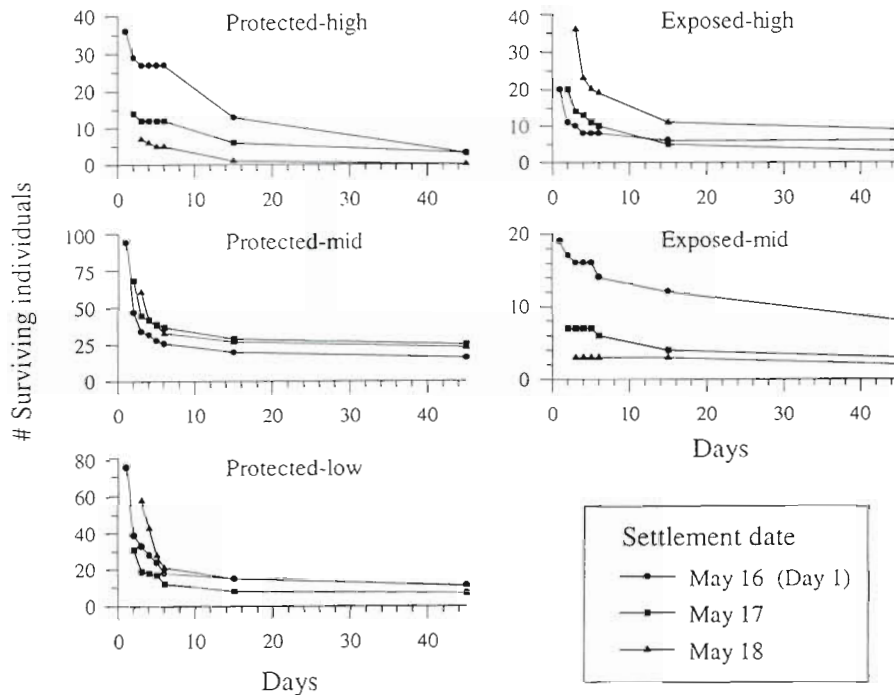 Protected-high
40
30
20
10
0
0 10 20 30 40
Exposed-high
40
30
20
10
0
0 10 20 30 40
# Surviving individuals
Protected-mid
100
75
50
25
0
0 10 20 30 40
Exposed-mid
20
10
0
0 10 20 30 40
Days
Protected-low
80
60
40
20
0
0 10 20 30 40
Days
Settlement date
May 16 (Day 1)
May 17
May 18